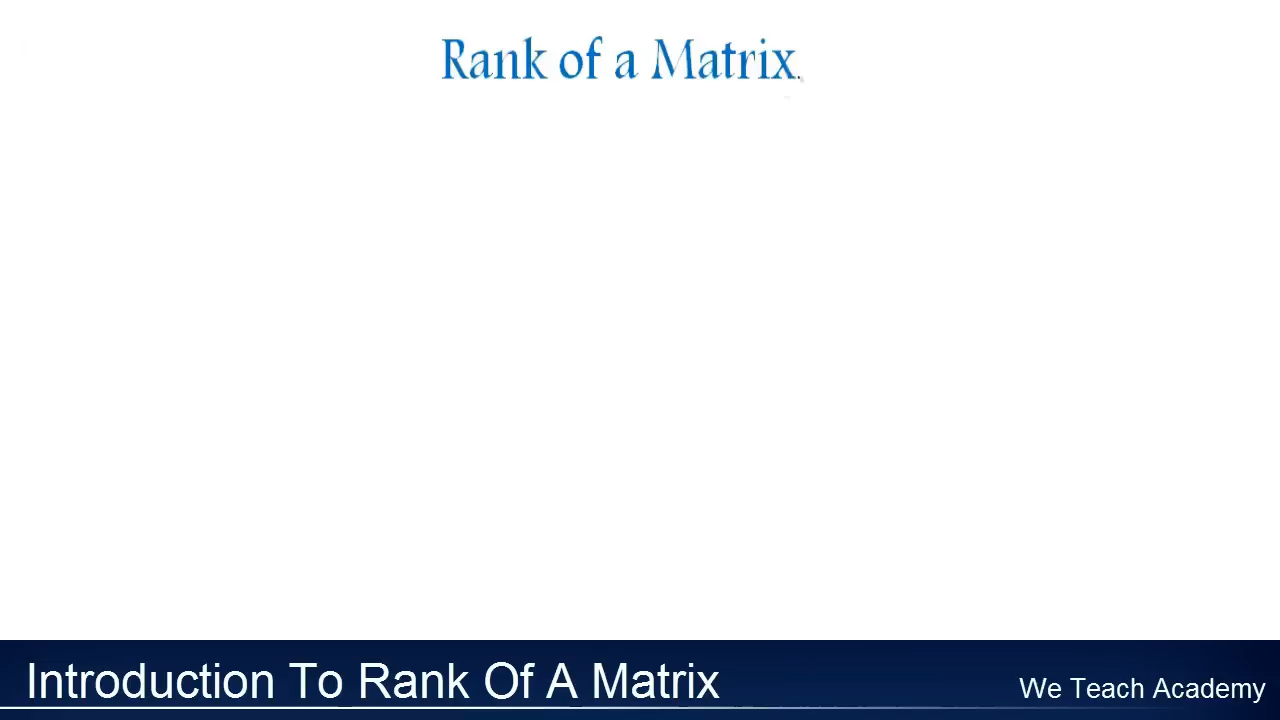 Rank of a Matrix.
Introduction To Rank Of A Matrix
We Teach Academy